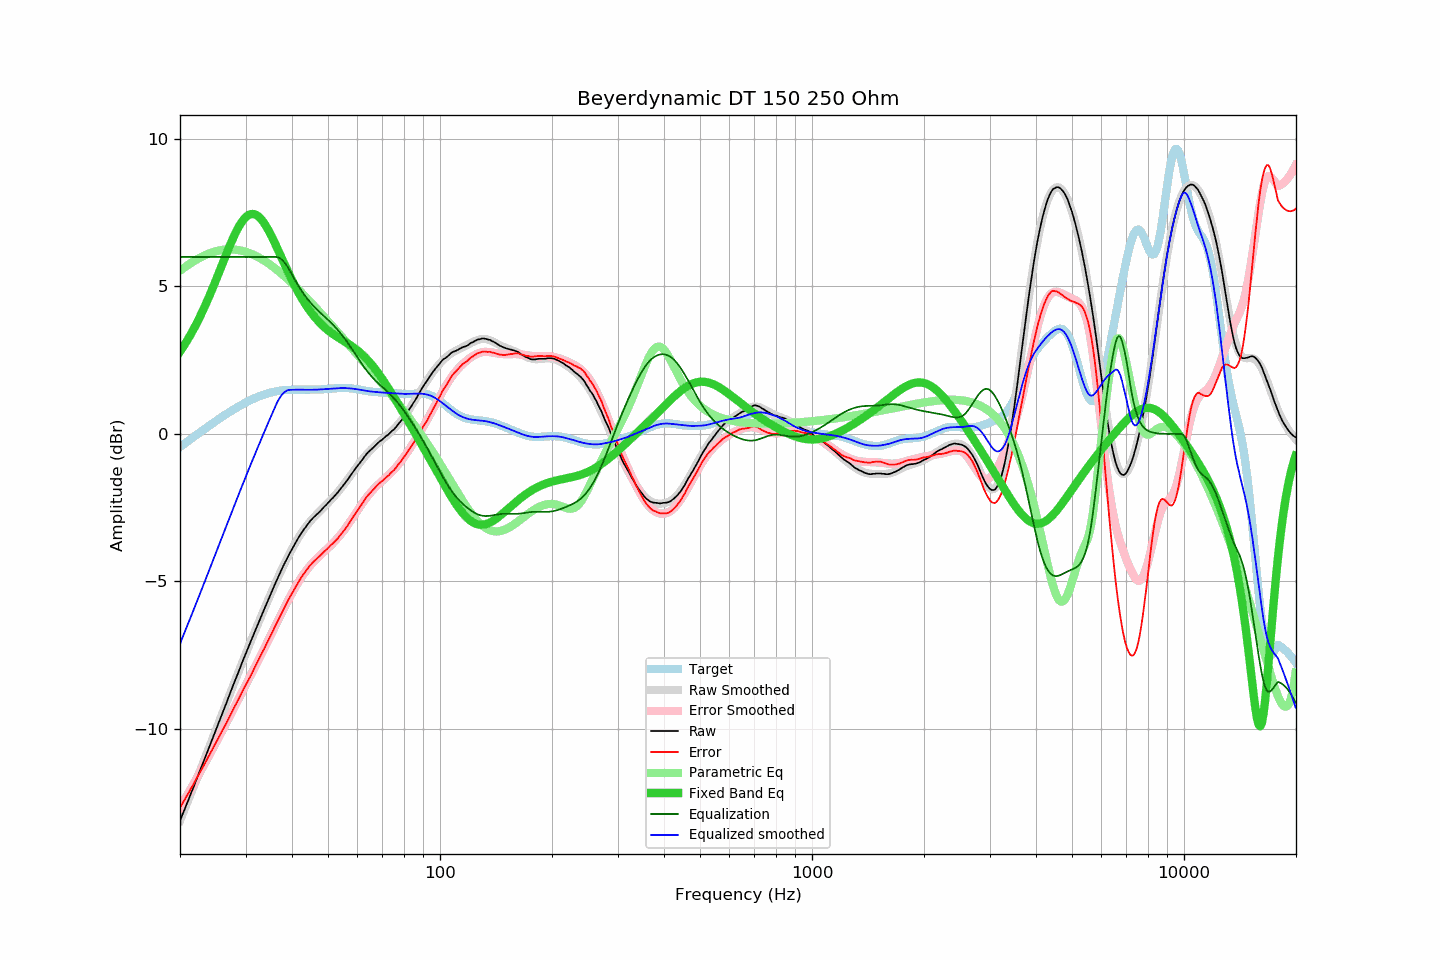 Beyerdynamic DT 150 250 Ohm
10
5
0
−5
−10
Amplitude (dBr)
100
1000
10000
Frequency (Hz)
Target
Raw Smoothed
Error Smoothed
Raw
Error
Parametric Eq
Fixed Band Eq
Equalization
Equalized smoothed